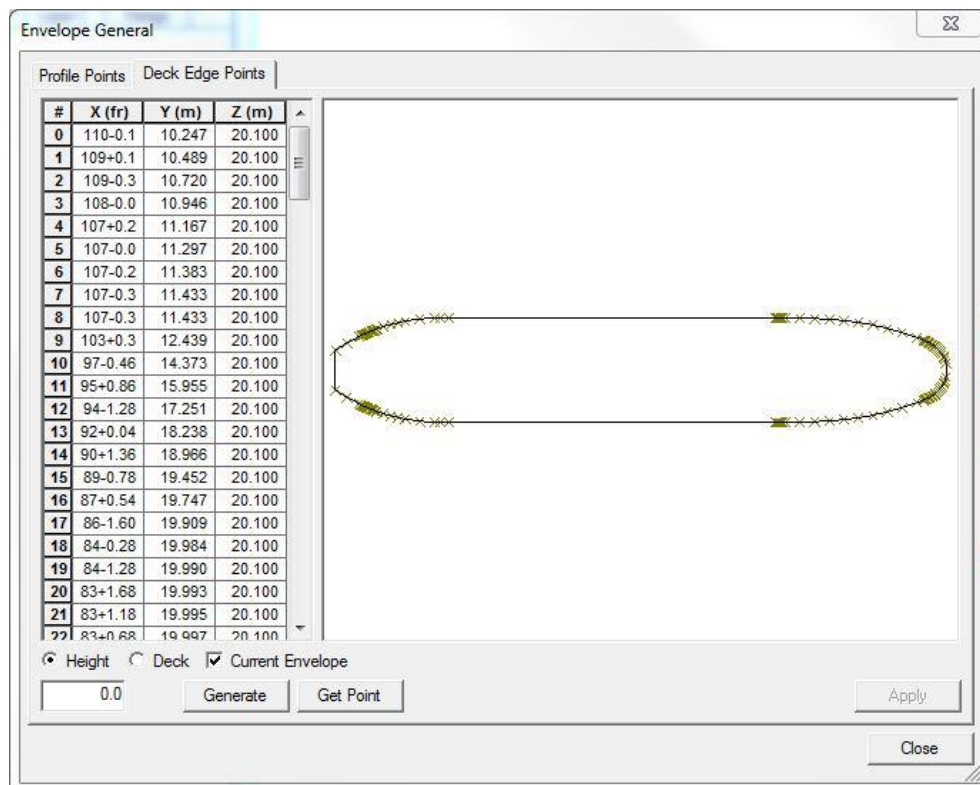 Envelope General
Profile Points Deck Edge Points
# X (fr) Y (m) Z (m)
0 110-0.1 10.247 20.100
1 109+0.1 10.489 20.100
2 109-0.3 10.720 20.100
3 108-0.0 10.946 20.100
4 107+0.2 11.167 20.100
5 107-0.0 11.297 20.100
6 107-0.2 11.383 20.100
7 107-0.3 11.433 20.100
8 107-0.3 11.433 20.100
9 103+0.3 12.439 20.100
10 97-0.46 14.373 20.100
11 95+0.86 15.955 20.100
12 94-1.28 17.251 20.100
13 92+0.04 18.238 20.100
14 90+1.36 18.966 20.100
15 89-0.78 19.452 20.100
16 87+0.54 19.747 20.100
17 86-1.60 19.909 20.100
18 84-0.28 19.984 20.100
19 84-1.28 19.990 20.100
20 83+1.68 19.993 20.100
21 83+1.18 19.995 20.100
22 83+0.68 19.997 20.100
Height Deck Current Envelope
0.0 Generate Get Point Apply
Close